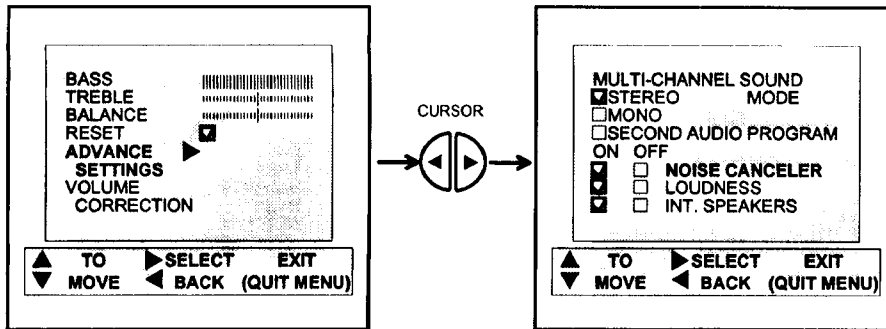 BASS
TREBLE
BALANCE
RESET
ADVANCE
SETTINGS
VOLUME
CORRECTION
▲ TO ▶SELECT EXIT
▼ MOVE ◀ BACK (QUIT MENU)
CURSOR
MULTI-CHANNEL SOUND
STEREO MODE
MONO
SECOND AUDIO PROGRAM
ON OFF
NOISE CANCELER
LOUDNESS
INT. SPEAKERS
▲ TO ▶SELECT EXIT
▼ MOVE ◀ BACK (QUIT MENU)